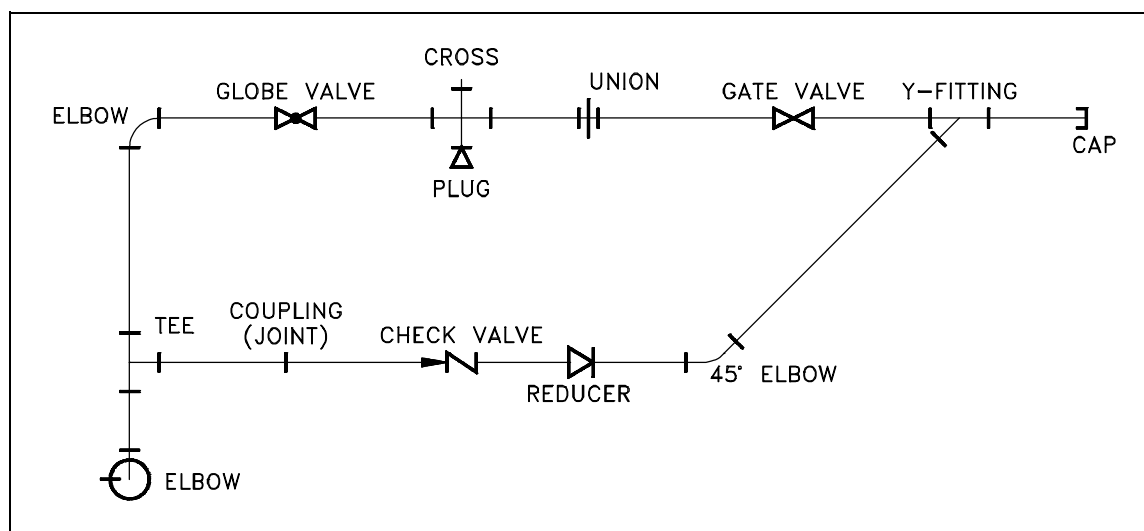 CROSS
UNION
GLOBE VALVE
GATE VALVE
Y-FITTING
ELBOW
CAP
PLUG
TEE
COUPLING
(JOINT)
CHECK VALVE
45° ELBOW
REDUCER
ELBOW